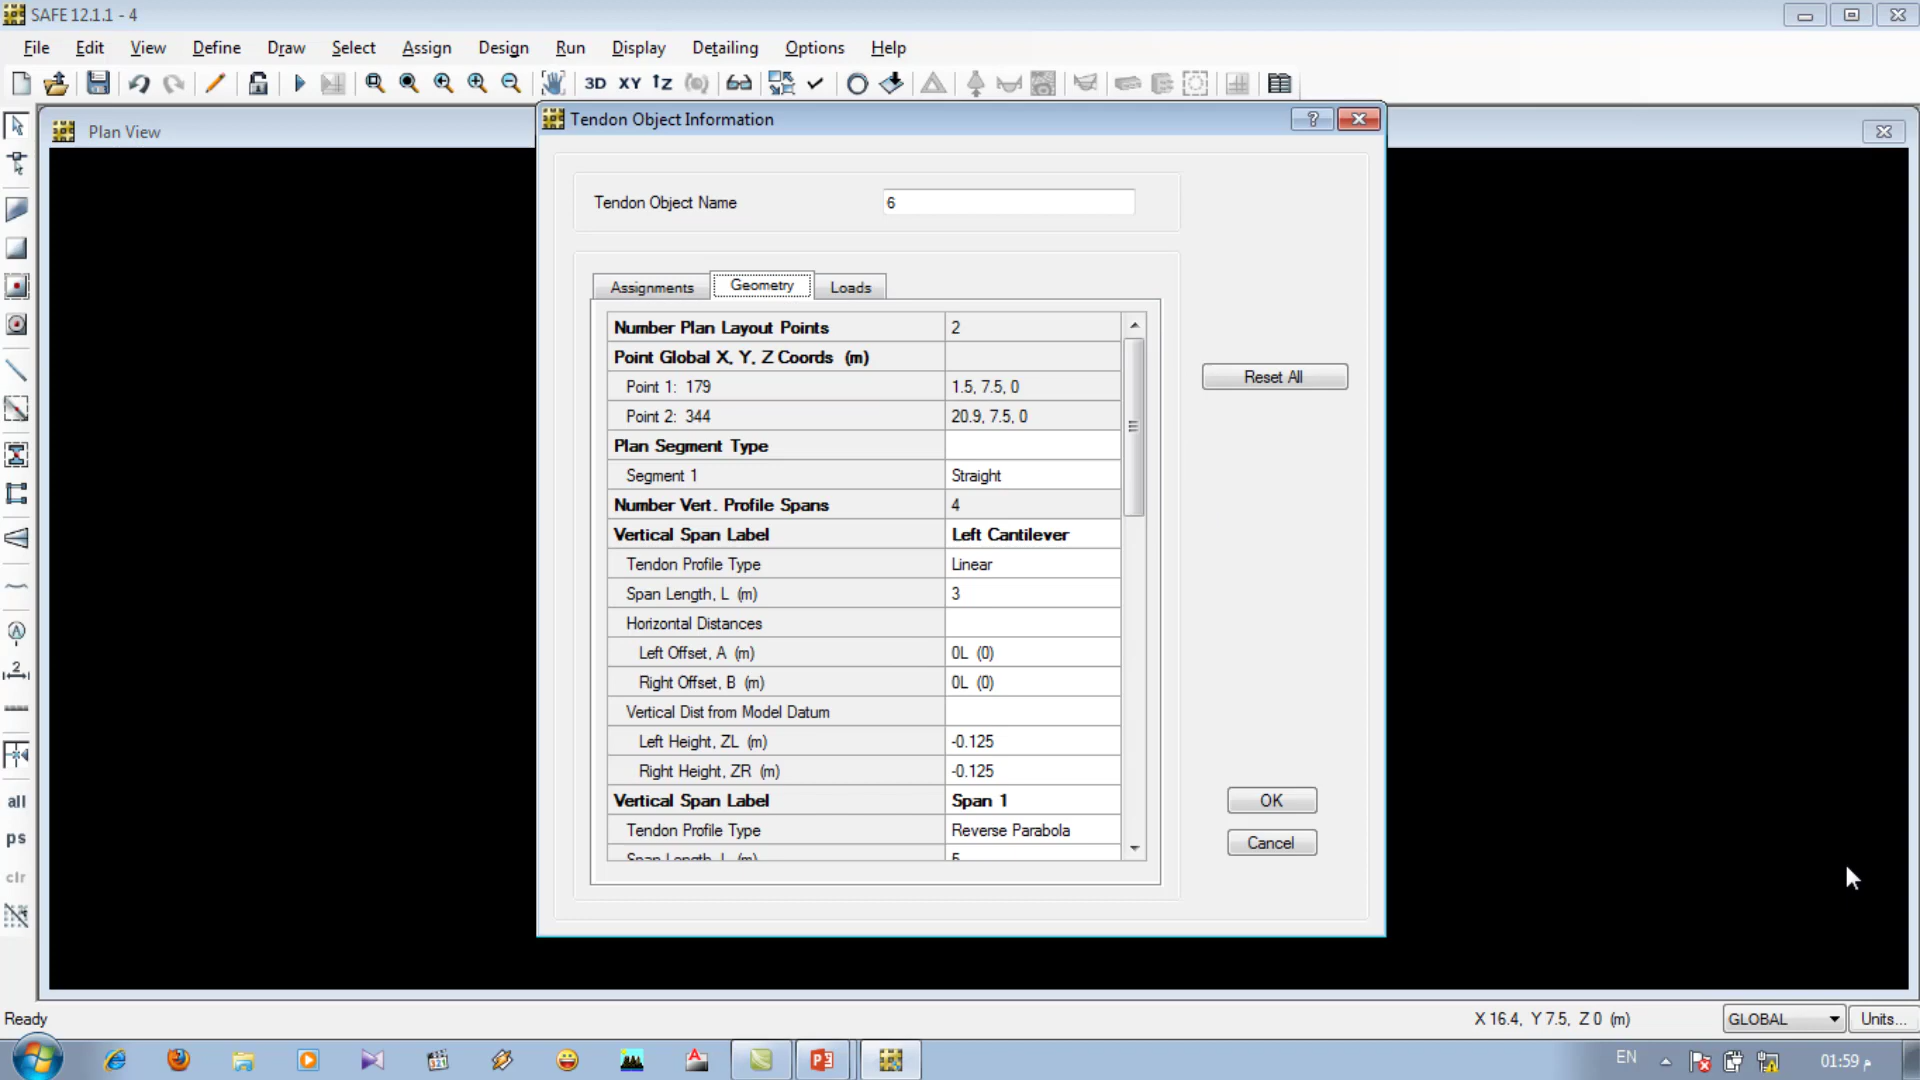 SAFE 12.1.1 - 4
File Edit View Define Draw Select Assign Design Run Display Detailing Options Help
3D XY
Plan View
Tendon Object Information
Tendon Object Name 6
Assignments Geometry Loads
Number Plan Layout Points 2
Point Global X, Y, Z Coords (m)
Point 1: 179 1.5, 7.5, 0
Point 2: 344 20.9, 7.5, 0
Plan Segment Type
Segment 1 Straight
Number Vert. Profile Spans 4
Vertical Span Label Left Cantilever
Tendon Profile Type Linear
Span Length, L (m) 3
Horizontal Distances
Left Offset, A (m) 0L (0)
Right Offset, B (m) 0L (0)
Vertical Dist from Model Datum
Left Height, ZL (m) -0.125
Right Height, ZR (m) -0.125
Vertical Span Label Span 1
Tendon Profile Type Reverse Parabola
Span Length, L (m) 5
Reset All
OK
Cancel
all
ps
clr
Ready
X 16.4, Y 7.5, Z 0 (m)
GLOBAL
Units...
EN
01:59 م